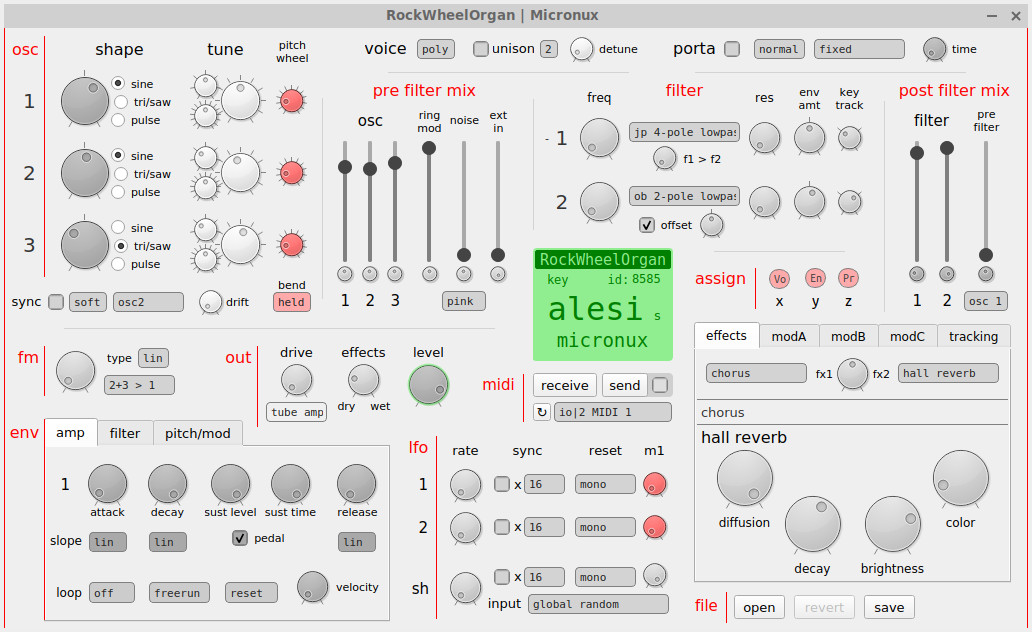 RockWheelOrgan | Micronux
osc
shape
tune
pitch
wheel
1
sine
tri/saw
pulse
2
sine
tri/saw
pulse
3
sine
tri/saw
pulse
sync
soft
osc2
drift
bend
held
voice
poly
unison
2
detune
porta
normal
fixed
time
pre filter mix
osc
ring
mod
noise
ext
in
1
2
3
pink
filter
freq
res
env
amt
key
track
- 1
jp 4-pole lowpas
f1 > f2
2
ob 2-pole lowpas
offset
post filter mix
filter
pre
filter
1
2
osc 1
RockWheelOrgan
key
id: 8585
alesi s
micronux
assign
Vo
En
Pr
x
y
z
fm
type
lin
2+3 > 1
out
drive
effects
level
tube amp
dry
wet
midi
receive
send
↻
io|2 MIDI 1
effects
modA
modB
modC
tracking
chorus
fx1
fx2
hall reverb
chorus
hall reverb
diffusion
decay
brightness
color
env
amp
filter
pitch/mod
1
attack
decay
sust level
sust time
release
slope
lin
lin
pedal
lin
loop
off
freerun
reset
velocity
lfo
rate
sync
reset
m1
1
x
16
mono
2
x
16
mono
sh
x
16
mono
input
global random
file
open
revert
save